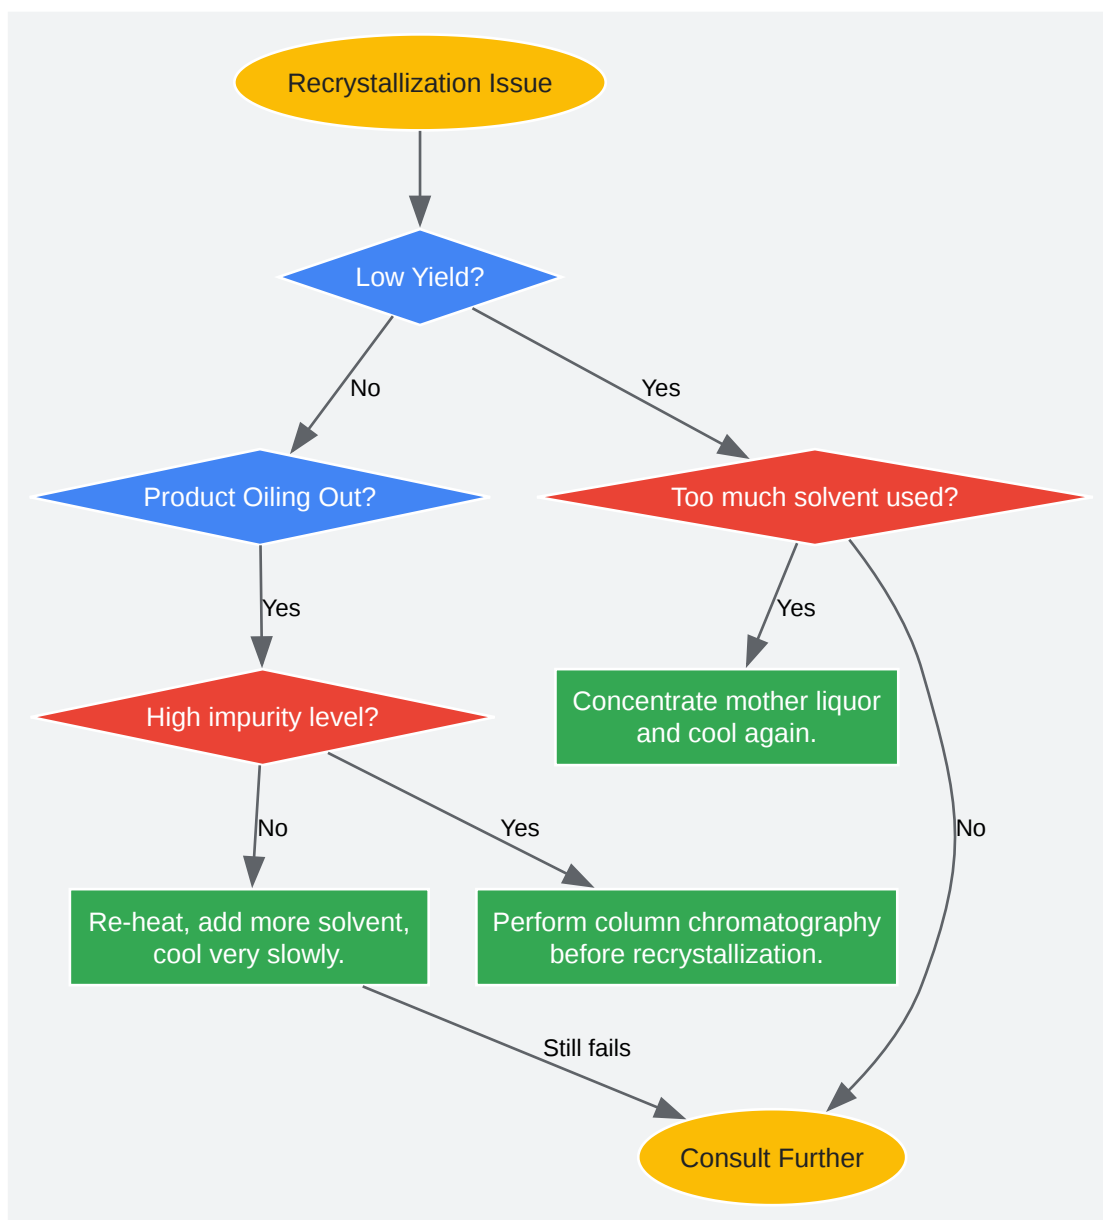 Recrystallization Issue
Low Yield?
No
Yes
Product Oiling Out?
Too much solvent used?
Yes
Yes
High impurity level?
Concentrate mother liquor
and cool again.
No
Yes
No
Re-heat, add more solvent,
cool very slowly.
Perform column chromatography
before recrystallization.
Still fails
Consult Further